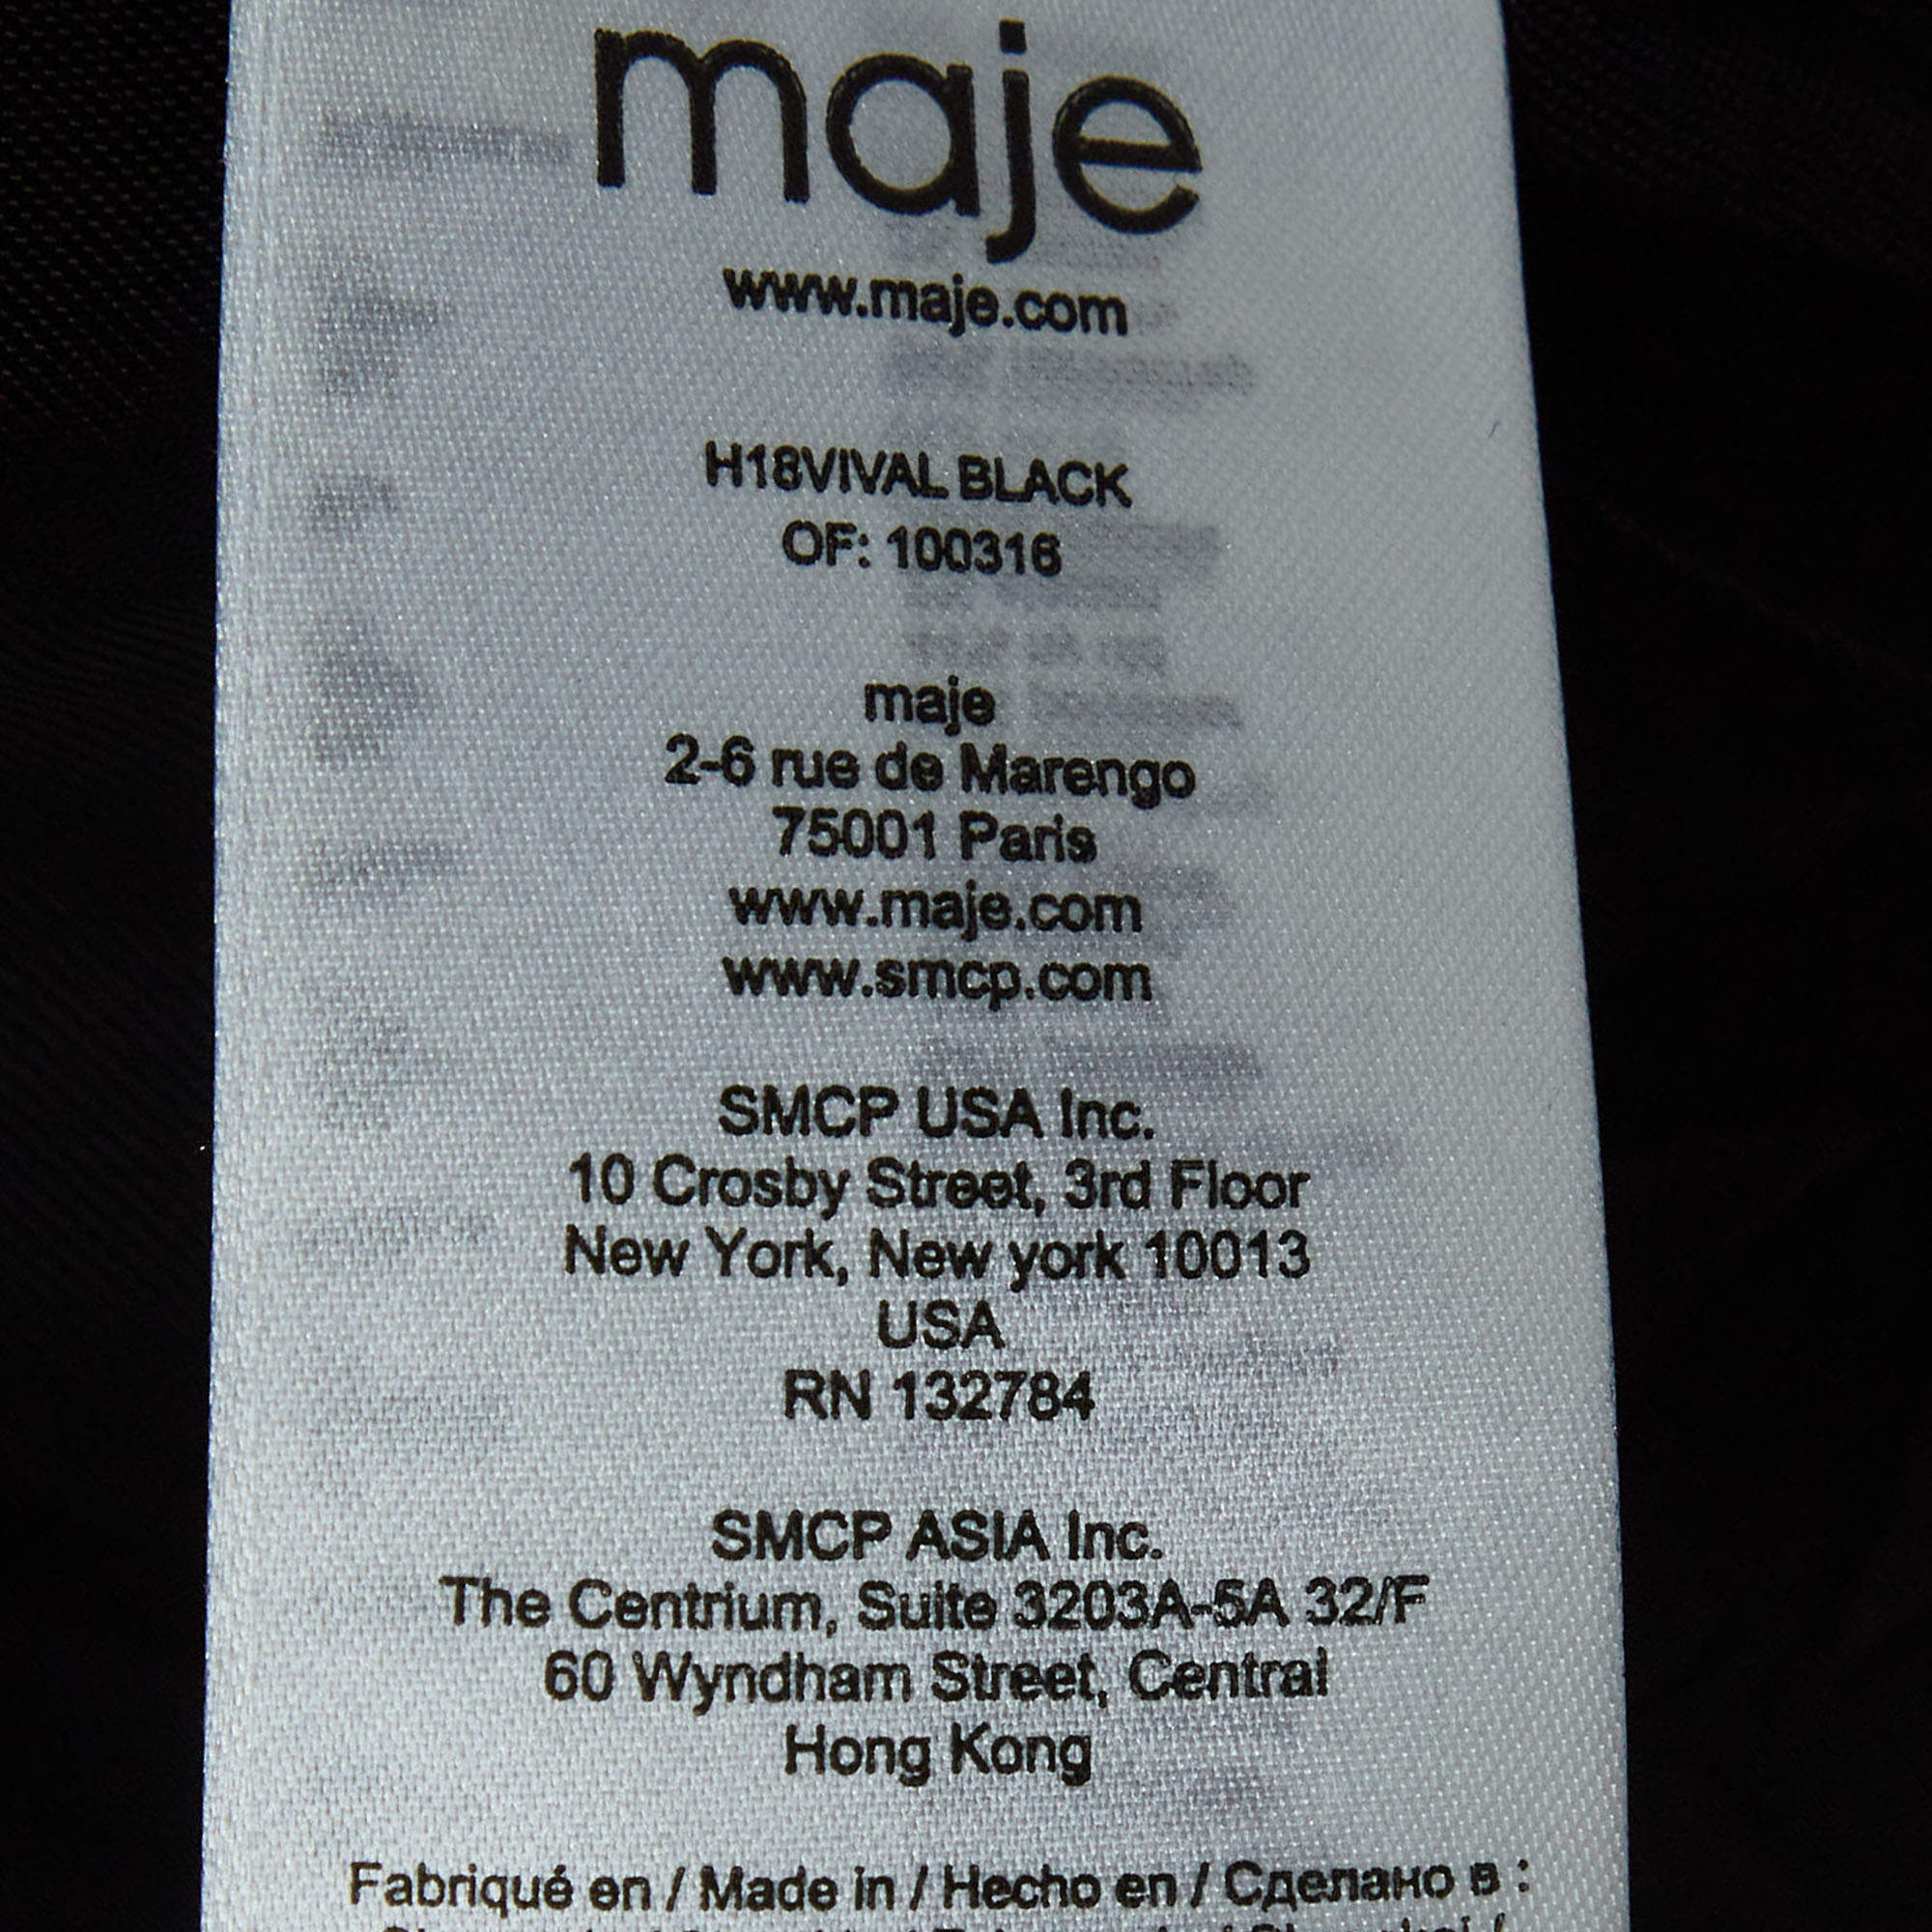 maje
www.maje.com
H18VIVAL BLACK
OF: 100316
maje
2-6 rue de Marengo
75001 Paris
www.maje.com
www.smcp.com
SMCP USA Inc.
10 Crosby Street, 3rd Floor
New York, New york 10013
USA
RN 132784
SMCP ASIA Inc.
The Centrium, Suite 3203A-5A 32/F
60 Wyndham Street, Central
Hong Kong
Fabriqué en / Made in / Hecho en / Сделано в :